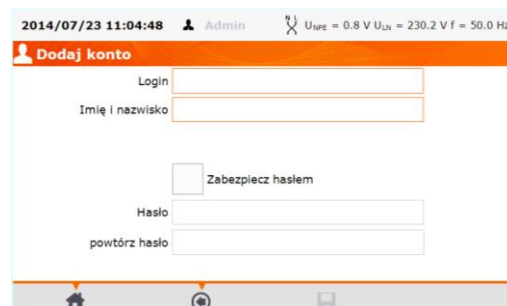 2014/07/23 11:04:48 Admin N L UNPE = 0.8 V ULN = 230.2 V f = 50.0 Hz
Dodaj konto
Login
Imię i nazwisko
Zabezpiecz hasłem
Hasło
powtórz hasło